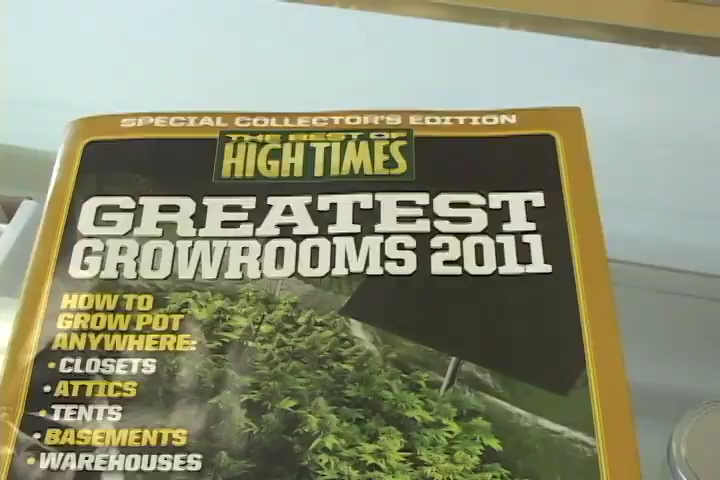 SPECIAL COLLECTOR'S EDITION
THE BEST OF
HIGH TIMES
GREATEST
GROWROOMS 2011
HOW TO
GROW POT
ANYWHERE:
• CLOSETS
• ATTICS
• TENTS
• BASEMENTS
• WAREHOUSES